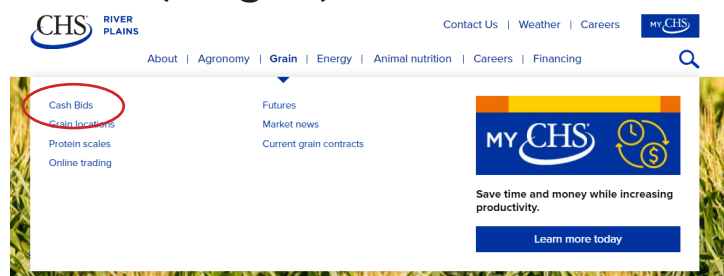 CHS RIVER PLAINS
Contact Us | Weather | Careers
MY CHS
About | Agronomy | Grain | Energy | Animal nutrition | Careers | Financing
Cash Bids
Grain locations
Protein scales
Online trading
Futures
Market news
Current grain contracts
MY CHS
Save time and money while increasing
productivity.
Learn more today